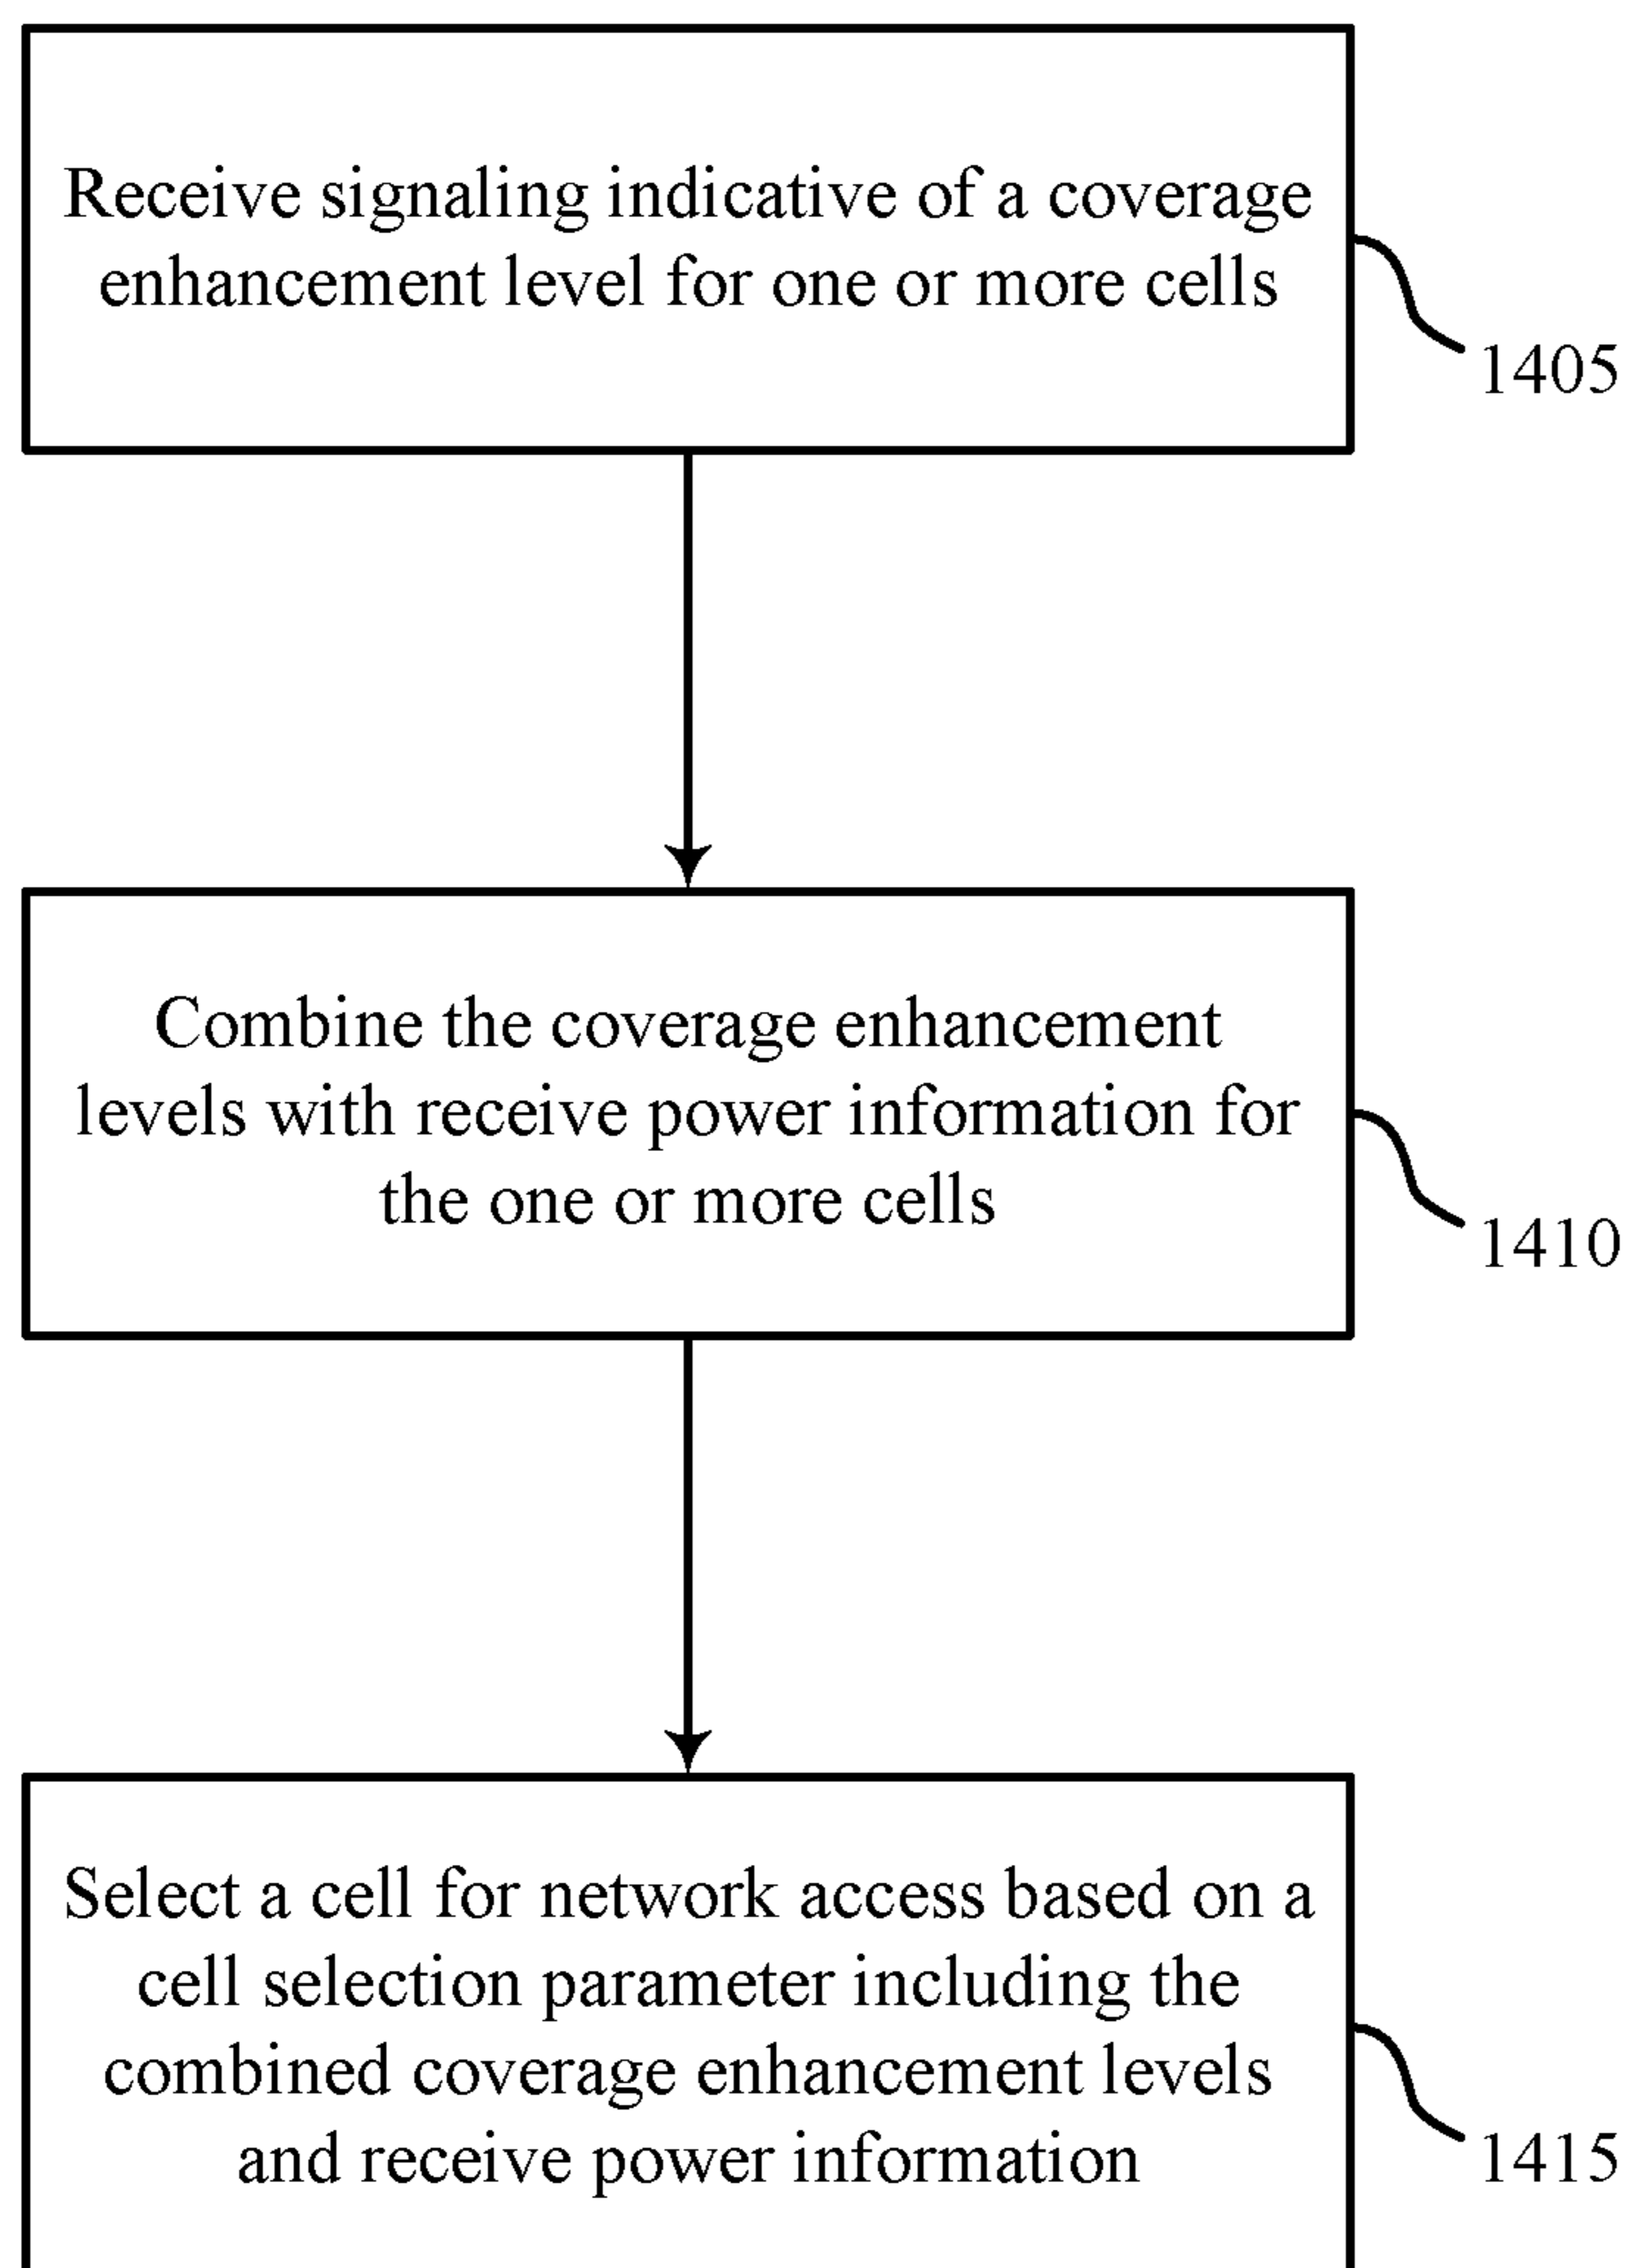 Receive signaling indicative of a coverage
enhancement level for one or more cells
1405
Combine the coverage enhancement
levels with receive power information for
the one or more cells
1410
Select a cell for network access based on a
cell selection parameter including the
combined coverage enhancement levels
and receive power information
1415